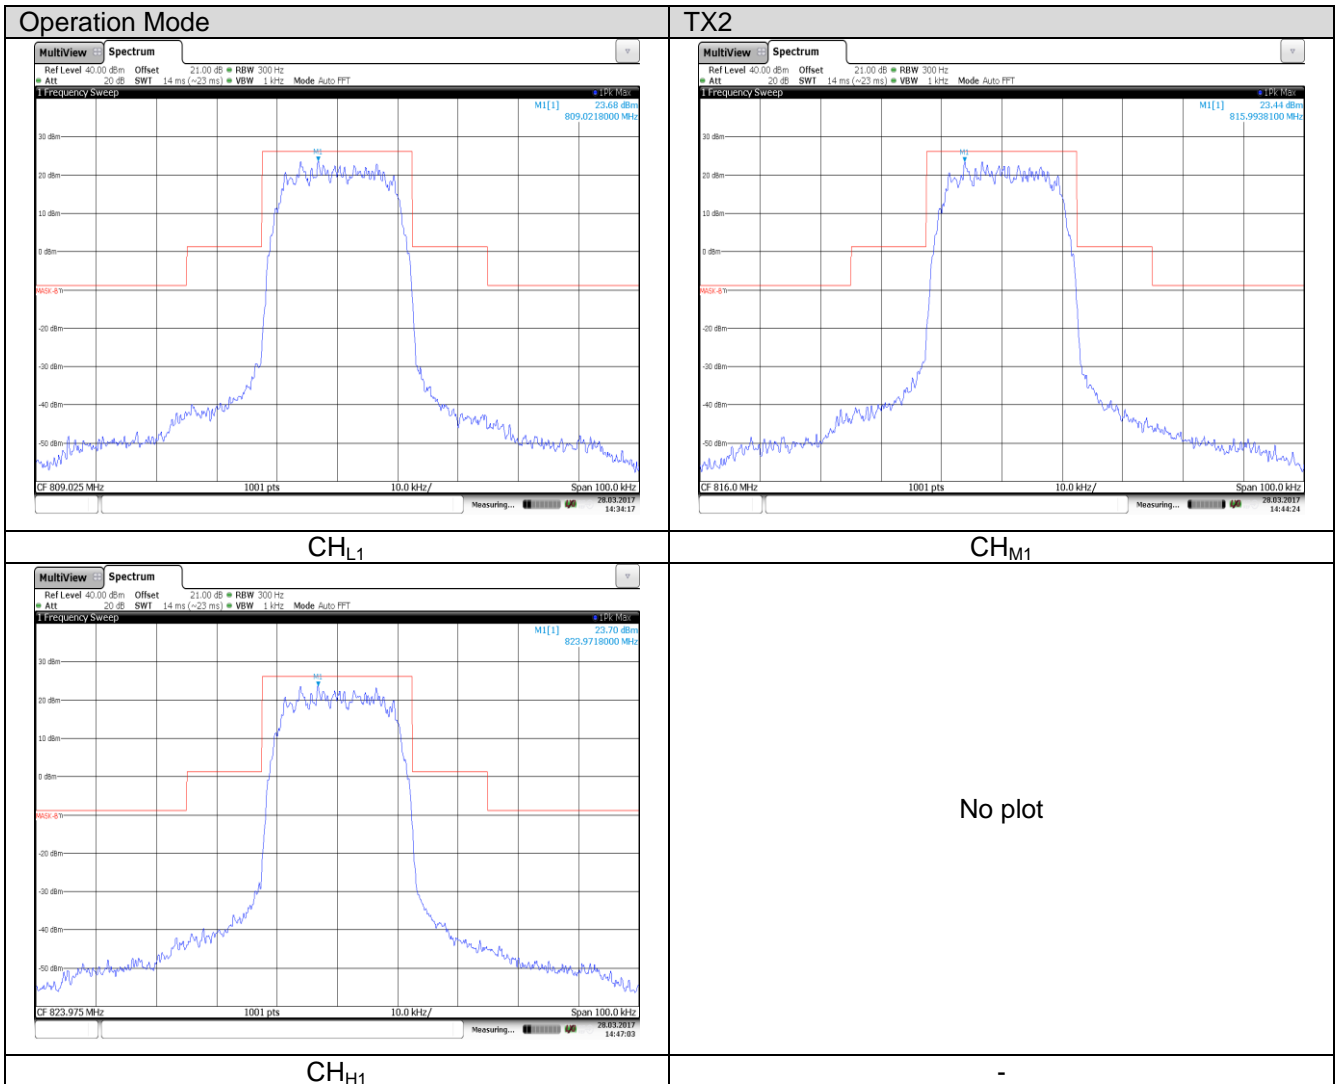 Operation Mode TX2
MultiView Spectrum
Ref Level 40.00 dBm Offset 21.00 dB RBW 300 Hz
Att 20 dB SWT 14 ms (~23 ms) VBW 1 kHz Mode Auto FFT
1 Frequency Sweep 1Pk Max
M1[1] 23.68 dBm
809.0218000 MHz
30 dBm
M1
20 dBm
10 dBm
0 dBm
MASK-B
-20 dBm
-30 dBm
-40 dBm
-50 dBm
CF 809.025 MHz 1001 pts 10.0 kHz/ Span 100.0 kHz
Measuring... 28.03.2017
14:34:17
CHL1
MultiView Spectrum
Ref Level 40.00 dBm Offset 21.00 dB RBW 300 Hz
Att 20 dB SWT 14 ms (~23 ms) VBW 1 kHz Mode Auto FFT
1 Frequency Sweep 1Pk Max
M1[1] 23.44 dBm
815.9938100 MHz
30 dBm
M1
20 dBm
10 dBm
0 dBm
MASK-B
-20 dBm
-30 dBm
-40 dBm
-50 dBm
CF 816.0 MHz 1001 pts 10.0 kHz/ Span 100.0 kHz
Measuring... 28.03.2017
14:44:24
CHM1
MultiView Spectrum
Ref Level 40.00 dBm Offset 21.00 dB RBW 300 Hz
Att 20 dB SWT 14 ms (~23 ms) VBW 1 kHz Mode Auto FFT
1 Frequency Sweep 1Pk Max
M1[1] 23.70 dBm
823.9718000 MHz
30 dBm
M1
20 dBm
10 dBm
0 dBm
MASK-B
-20 dBm
-30 dBm
-40 dBm
-50 dBm
CF 823.975 MHz 1001 pts 10.0 kHz/ Span 100.0 kHz
Measuring... 28.03.2017
14:47:03
CHH1
No plot
-